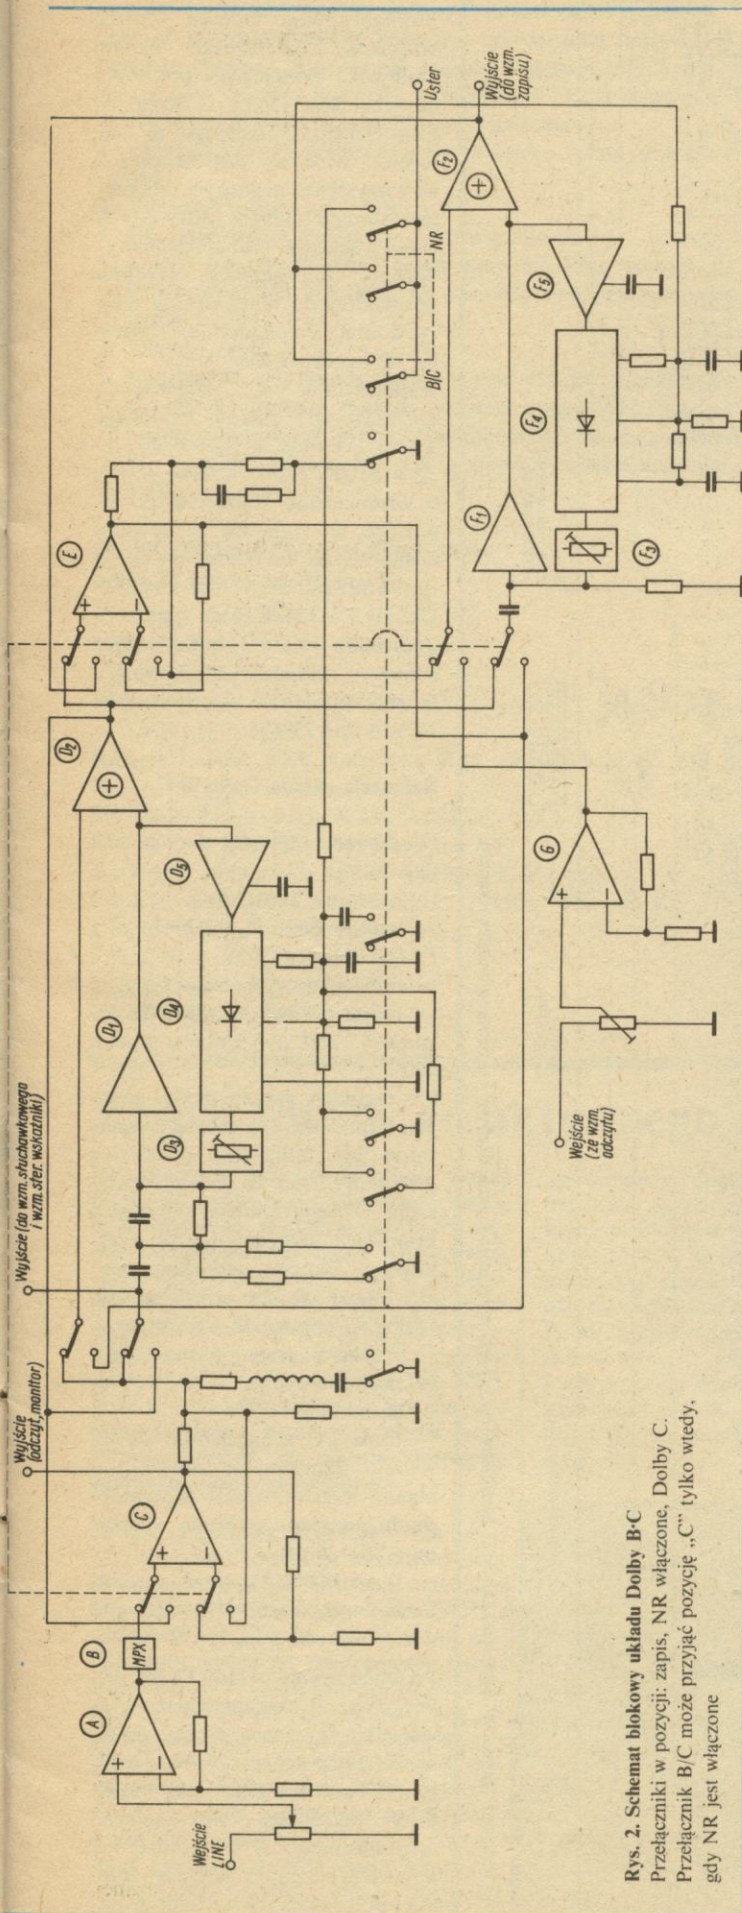 Wejście
LINE
A
+
−
B
MPX
C
+
−
Wyjście
(odczyt, monitor)
Wyjście (do wzm. słuchawkowego
i wzm. ster. wskaźniki)
D1
D2
+
D3
D4
D5
E
+
−
B/C
NR
Uster
Wyjście
(do wzm.
zapisu)
F1
F2
+
F3
F4
F5
G
+
−
Wejście
(ze wzm.
odczytu)
Rys. 2. Schemat blokowy układu Dolby B-C
Przełączniki w pozycji: zapis, NR włączone, Dolby C.
Przełącznik B/C może przyjąć pozycję „C” tylko wtedy,
gdy NR jest włączone